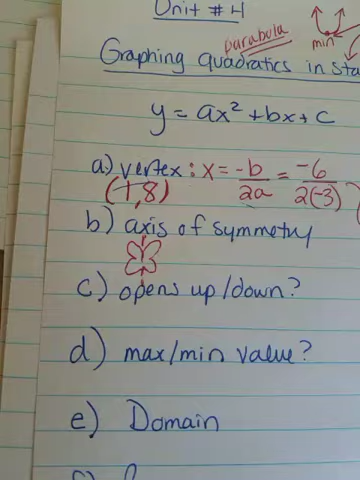 Unit # 4
parabola
min
Graphing quadratics in Sta
y = ax² + bx + c
a) vertex : x = -b/2a = -6/2(-3)
(-1,8)
b) axis of symmetry
c) opens up/down?
d) max/min value?
e) Domain